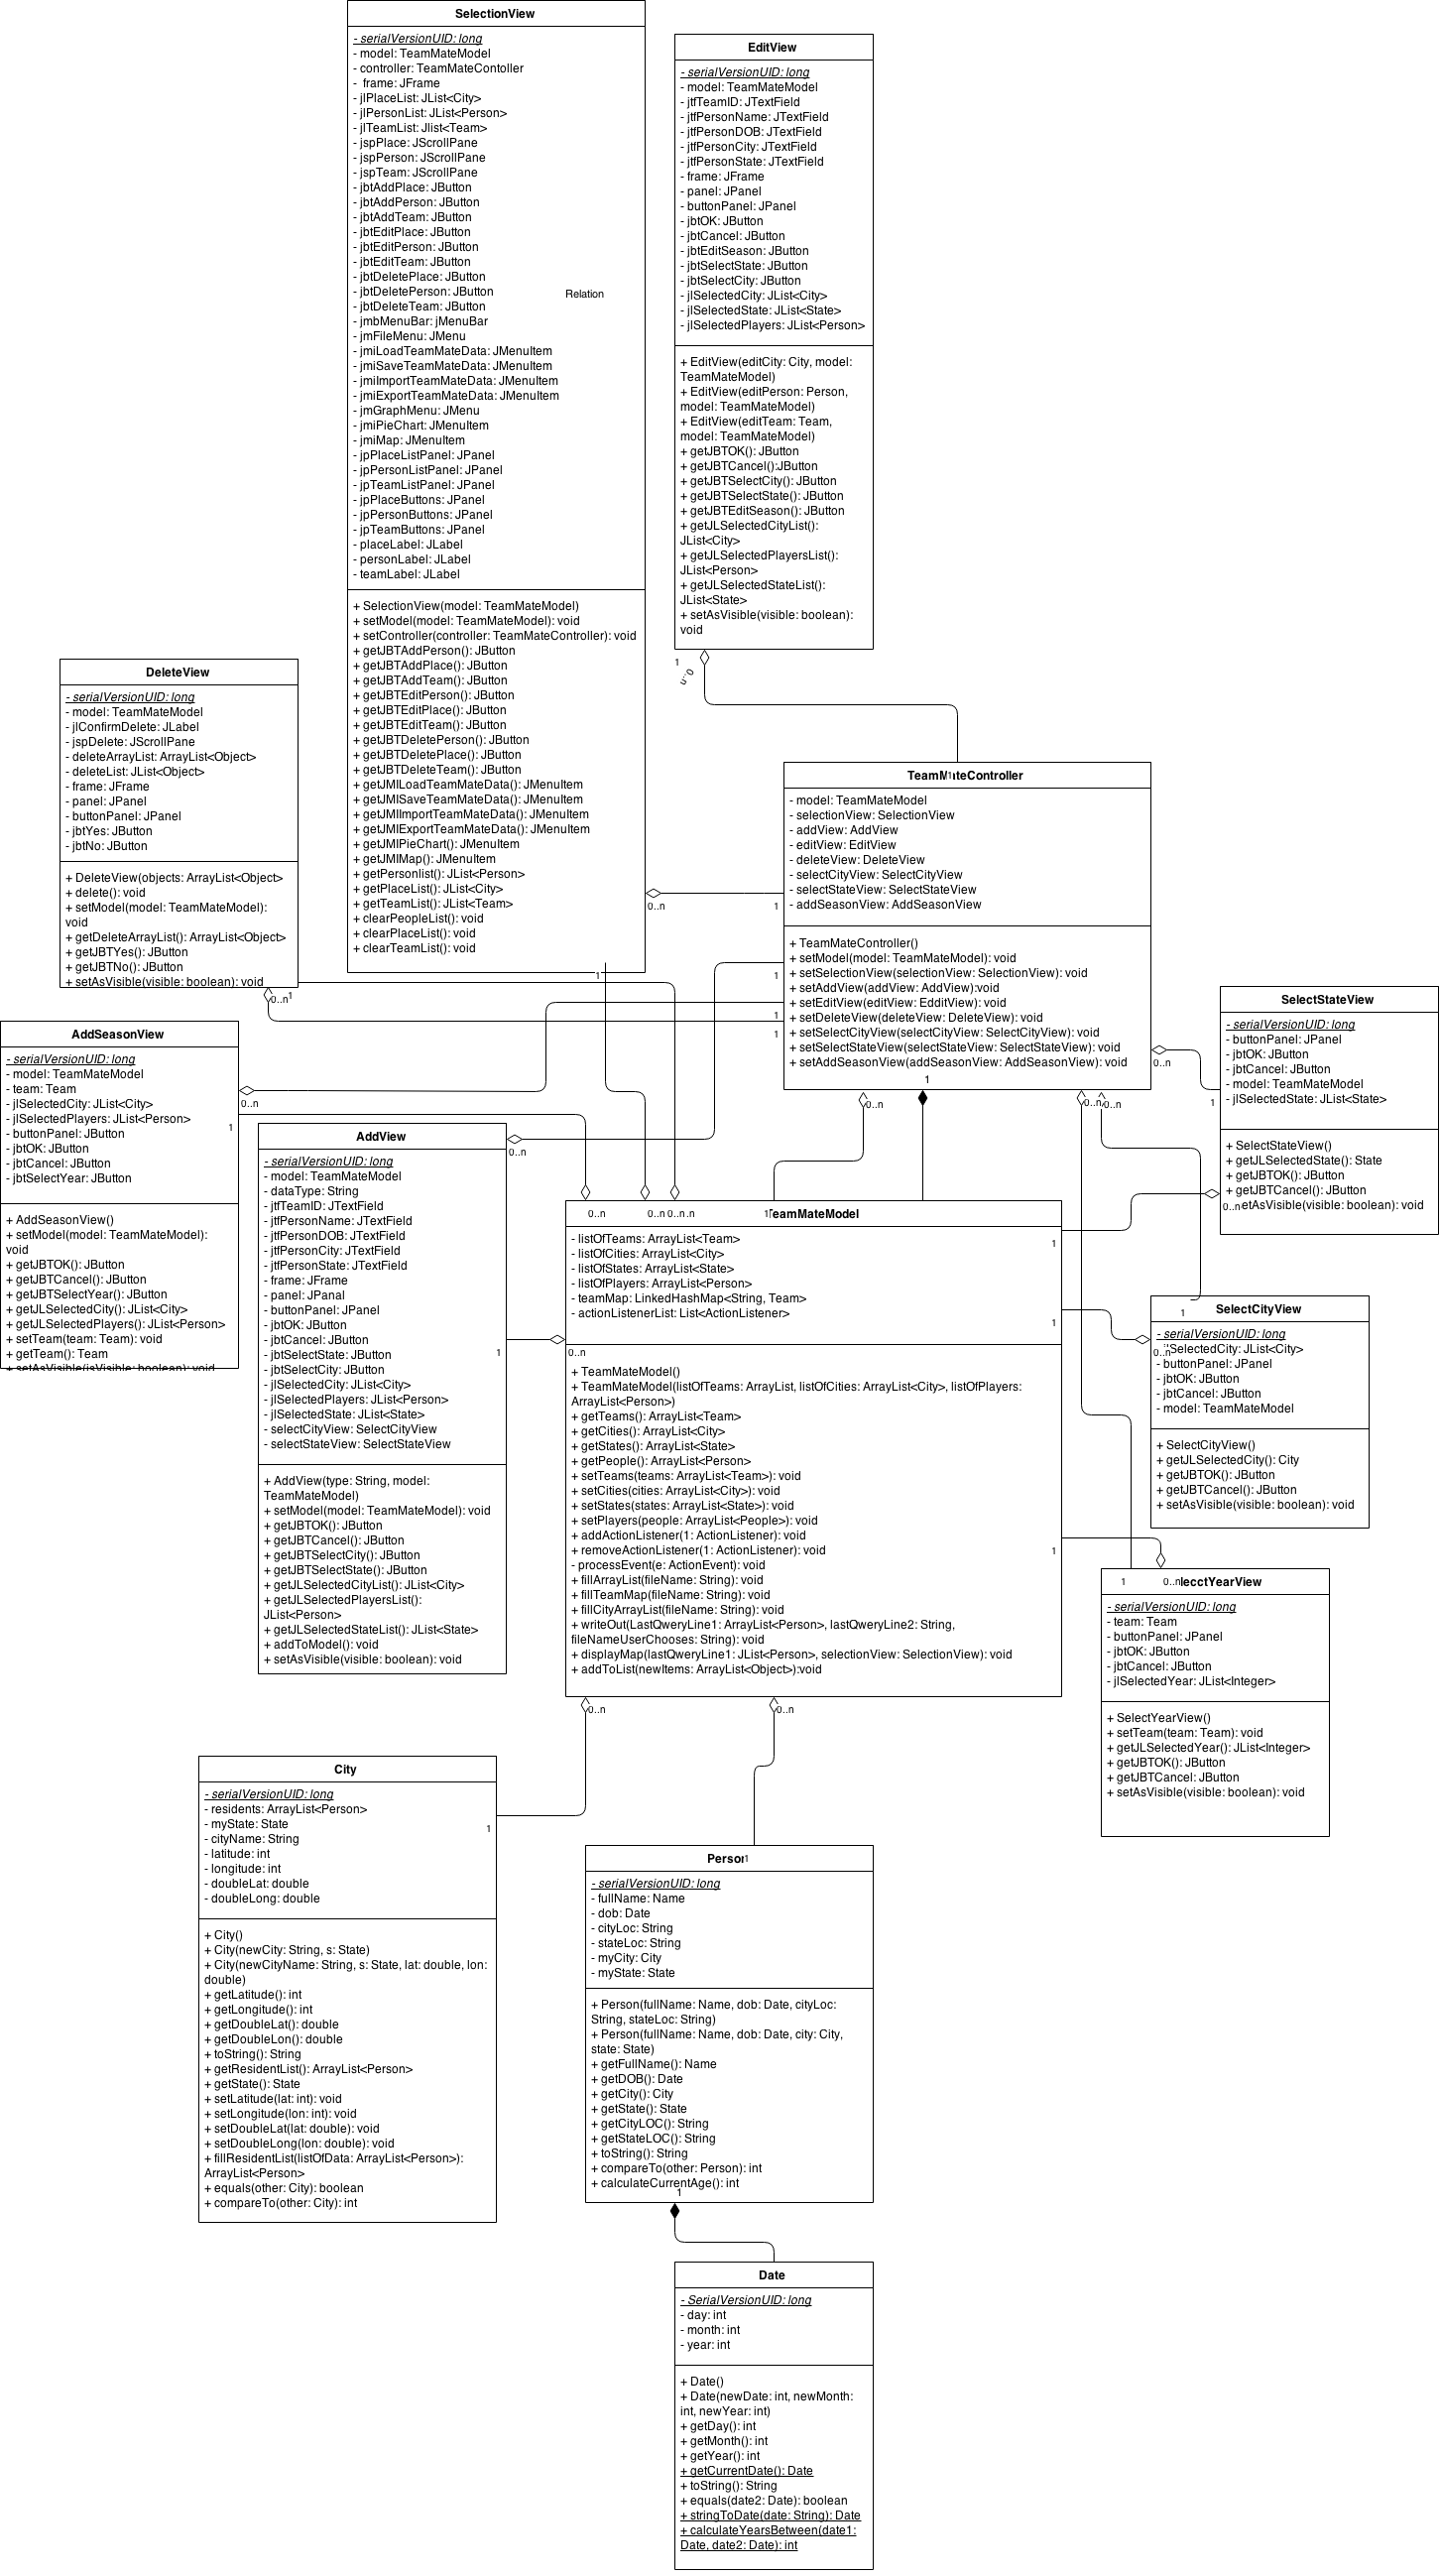 SelectionView
- serialVersionUID: long
- model: TeamMateModel
- controller: TeamMateContoller
- frame: JFrame
- jlPlaceList: JList<City>
- jlPersonList: JList<Person>
- jlTeamList: Jlist<Team>
- jspPlace: JScrollPane
- jspPerson: JScrollPane
- jspTeam: JScrollPane
- jbtAddPlace: JButton
- jbtAddPerson: JButton
- jbtAddTeam: JButton
- jbtEditPlace: JButton
- jbtEditPerson: JButton
- jbtEditTeam: JButton
- jbtDeletePlace: JButton
- jbtDeletePerson: JButton
- jbtDeleteTeam: JButton
- jmbMenuBar: jMenuBar
- jmFileMenu: JMenu
- jmiLoadTeamMateData: JMenuItem
- jmiSaveTeamMateData: JMenuItem
- jmiImportTeamMateData: JMenuItem
- jmiExportTeamMateData: JMenuItem
- jmGraphMenu: JMenu
- jmiPieChart: JMenuItem
- jmiMap: JMenuItem
- jpPlaceListPanel: JPanel
- jpPersonListPanel: JPanel
- jpTeamListPanel: JPanel
- jpPlaceButtons: JPanel
- jpPersonButtons: JPanel
- jpTeamButtons: JPanel
- placeLabel: JLabel
- personLabel: JLabel
- teamLabel: JLabel
+ SelectionView(model: TeamMateModel)
+ setModel(model: TeamMateModel): void
+ setController(controller: TeamMateController): void
+ getJBTAddPerson(): JButton
+ getJBTAddPlace(): JButton
+ getJBTAddTeam(): JButton
+ getJBTEditPerson(): JButton
+ getJBTEditPlace(): JButton
+ getJBTEditTeam(): JButton
+ getJBTDeletePerson(): JButton
+ getJBTDeletePlace(): JButton
+ getJBTDeleteTeam(): JButton
+ getJMILoadTeamMateData(): JMenuItem
+ getJMISaveTeamMateData(): JMenuItem
+ getJMIImportTeamMateData(): JMenuItem
+ getJMIExportTeamMateData(): JMenuItem
+ getJMIPieChart(): JMenuItem
+ getJMIMap(): JMenuItem
+ getPersonlist(): JList<Person>
+ getPlaceList(): JList<City>
+ getTeamList(): JList<Team>
+ clearPeopleList(): void
+ clearPlaceList(): void
+ clearTeamList(): void
1
Relation
EditView
- serialVersionUID: long
- model: TeamMateModel
- jtfTeamID: JTextField
- jtfPersonName: JTextField
- jtfPersonDOB: JTextField
- jtfPersonCity: JTextField
- jtfPersonState: JTextField
- frame: JFrame
- panel: JPanel
- buttonPanel: JPanel
- jbtOK: JButton
- jbtCancel: JButton
- jbtEditSeason: JButton
- jbtSelectState: JButton
- jbtSelectCity: JButton
- jlSelectedCity: JList<City>
- jlSelectedState: JList<State>
- jlSelectedPlayers: JList<Person>
+ EditView(editCity: City, model:
TeamMateModel)
+ EditView(editPerson: Person,
model: TeamMateModel)
+ EditView(editTeam: Team,
model: TeamMateModel)
+ getJBTOK(): JButton
+ getJBTCancel():JButton
+ getJBTSelectCity(): JButton
+ getJBTSelectState(): JButton
+ getJBTEditSeason(): JButton
+ getJLSelectedCityList():
JList<City>
+ getJLSelectedPlayersList():
JList<Person>
+ getJLSelectedStateList():
JList<State>
+ setAsVisible(visible: boolean):
void
1
n..0
DeleteView
- serialVersionUID: long
- model: TeamMateModel
- jlConfirmDelete: JLabel
- jspDelete: JScrollPane
- deleteArrayList: ArrayList<Object>
- deleteList: JList<Object>
- frame: JFrame
- panel: JPanel
- buttonPanel: JPanel
- jbtYes: JButton
- jbtNo: JButton
+ DeleteView(objects: ArrayList<Object>
+ delete(): void
+ setModel(model: TeamMateModel):
void
+ getDeleteArrayList(): ArrayList<Object>
+ getJBTYes(): JButton
+ getJBTNo(): JButton
+ setAsVisible(visible: boolean): void
0..n
1
TeamMateController
1
- model: TeamMateModel
- selectionView: SelectionView
- addView: AddView
- editView: EditView
- deleteView: DeleteView
- selectCityView: SelectCityView
- selectStateView: SelectStateView
- addSeasonView: AddSeasonView
+ TeamMateController()
+ setModel(model: TeamMateModel): void
+ setSelectionView(selectionView: SelectionView): void
+ setAddView(addView: AddView):void
+ setEditView(editView: EdditView): void
+ setDeleteView(deleteView: DeleteView): void
+ setSelectCityView(selectCityView: SelectCityView): void
+ setSelectStateView(selectStateView: SelectStateView): void
+ setAddSeasonView(addSeasonView: AddSeasonView): void
0..n
1
1
1
1
1
0..n
0..n
0..n
0..n
SelectStateView
- serialVersionUID: long
- buttonPanel: JPanel
- jbtOK: JButton
- jbtCancel: JButton
- model: TeamMateModel
- jlSelectedState: JList<State>
+ SelectStateView()
+ getJLSelectedState(): State
+ getJBTOK(): JButton
+ getJBTCancel(): JButton
etAsVisible(visible: boolean): void
1
0..n
AddSeasonView
- serialVersionUID: long
- model: TeamMateModel
- team: Team
- jlSelectedCity: JList<City>
- jlSelectedPlayers: JList<Person>
- buttonPanel: JButton
- jbtOK: JButton
- jbtCancel: JButton
- jbtSelectYear: JButton
+ AddSeasonView()
+ setModel(model: TeamMateModel):
void
+ getJBTOK(): JButton
+ getJBTCancel(): JButton
+ getJBTSelectYear(): JButton
+ getJLSelectedCity(): JList<City>
+ getJLSelectedPlayers(): JList<Person>
+ setTeam(team: Team): void
+ getTeam(): Team
+ setAsVisible(isVisible: boolean): void
0..n
1
AddView
- serialVersionUID: long
- model: TeamMateModel
- dataType: String
- jtfTeamID: JTextField
- jtfPersonName: JTextField
- jtfPersonDOB: JTextField
- jtfPersonCity: JTextField
- jtfPersonState: JTextField
- frame: JFrame
- panel: JPanal
- buttonPanel: JPanel
- jbtOK: JButton
- jbtCancel: JButton
- jbtSelectState: JButton
- jbtSelectCity: JButton
- jlSelectedCity: JList<City>
- jlSelectedPlayers: JList<Person>
- jlSelectedState: JList<State>
- selectCityView: SelectCityView
- selectStateView: SelectStateView
+ AddView(type: String, model:
TeamMateModel)
+ setModel(model: TeamMateModel): void
+ getJBTOK(): JButton
+ getJBTCancel(): JButton
+ getJBTSelectCity(): JButton
+ getJBTSelectState(): JButton
+ getJLSelectedCityList(): JList<City>
+ getJLSelectedPlayersList():
JList<Person>
+ getJLSelectedStateList(): JList<State>
+ addToModel(): void
+ setAsVisible(visible: boolean): void
0..n
1
0..n
0..n
0..n
.n
1
TeamMateModel
- listOfTeams: ArrayList<Team>
- listOfCities: ArrayList<City>
- listOfStates: ArrayList<State>
- listOfPlayers: ArrayList<Person>
- teamMap: LinkedHashMap<String, Team>
- actionListenerList: List<ActionListener>
+ TeamMateModel()
+ TeamMateModel(listOfTeams: ArrayList, listOfCities: ArrayList<City>, listOfPlayers:
ArrayList<Person>)
+ getTeams(): ArrayList<Team>
+ getCities(): ArrayList<City>
+ getStates(): ArrayList<State>
+ getPeople(): ArrayList<Person>
+ setTeams(teams: ArrayList<Team>): void
+ setCities(cities: ArrayList<City>): void
+ setStates(states: ArrayList<State>): void
+ setPlayers(people: ArrayList<People>): void
+ addActionListener(1: ActionListener): void
+ removeActionListener(1: ActionListener): void
- processEvent(e: ActionEvent): void
+ fillArrayList(fileName: String): void
+ fillTeamMap(fileName: String): void
+ fillCityArrayList(fileName: String): void
+ writeOut(LastQweryLine1: ArrayList<Person>, lastQweryLine2: String,
fileNameUserChooses: String): void
+ displayMap(lastQweryLine1: JList<Person>, selectionView: SelectionView): void
+ addToList(newItems: ArrayList<Object>):void
0..n
1
1
1
0..n
0..n
1
SelectCityView
- serialVersionUID: long
0..n
SelectedCity: JList<City>
- buttonPanel: JPanel
- jbtOK: JButton
- jbtCancel: JButton
- model: TeamMateModel
+ SelectCityView()
+ getJLSelectedCity(): City
+ getJBTOK(): JButton
+ getJBTCancel(): JButton
+ setAsVisible(visible: boolean): void
1
0..n
lecctYearView
- serialVersionUID: long
- team: Team
- buttonPanel: JPanel
- jbtOK: JButton
- jbtCancel: JButton
- jlSelectedYear: JList<Integer>
+ SelectYearView()
+ setTeam(team: Team): void
+ getJLSelectedYear(): JList<Integer>
+ getJBTOK(): JButton
+ getJBTCancel: JButton
+ setAsVisible(visible: boolean): void
City
- serialVersionUID: long
- residents: ArrayList<Person>
- myState: State
- cityName: String
- latitude: int
- longitude: int
- doubleLat: double
- doubleLong: double
+ City()
+ City(newCity: String, s: State)
+ City(newCityName: String, s: State, lat: double, lon:
double)
+ getLatitude(): int
+ getLongitude(): int
+ getDoubleLat(): double
+ getDoubleLon(): double
+ toString(): String
+ getResidentList(): ArrayList<Person>
+ getState(): State
+ setLatitude(lat: int): void
+ setLongitude(lon: int): void
+ setDoubleLat(lat: double): void
+ setDoubleLong(lon: double): void
+ fillResidentList(listOfData: ArrayList<Person>):
ArrayList<Person>
+ equals(other: City): boolean
+ compareTo(other: City): int
1
Person
1
- serialVersionUID: long
- fullName: Name
- dob: Date
- cityLoc: String
- stateLoc: String
- myCity: City
- myState: State
+ Person(fullName: Name, dob: Date, cityLoc:
String, stateLoc: String)
+ Person(fullName: Name, dob: Date, city: City,
state: State)
+ getFullName(): Name
+ getDOB(): Date
+ getCity(): City
+ getState(): State
+ getCityLOC(): String
+ getStateLOC(): String
+ toString(): String
+ compareTo(other: Person): int
+ calculateCurrentAge(): int
1
Date
- SerialVersionUID: long
- day: int
- month: int
- year: int
+ Date()
+ Date(newDate: int, newMonth:
int, newYear: int)
+ getDay(): int
+ getMonth(): int
+ getYear(): int
+ getCurrentDate(): Date
+ toString(): String
+ equals(date2: Date): boolean
+ stringToDate(date: String): Date
+ calculateYearsBetween(date1:
Date, date2: Date): int